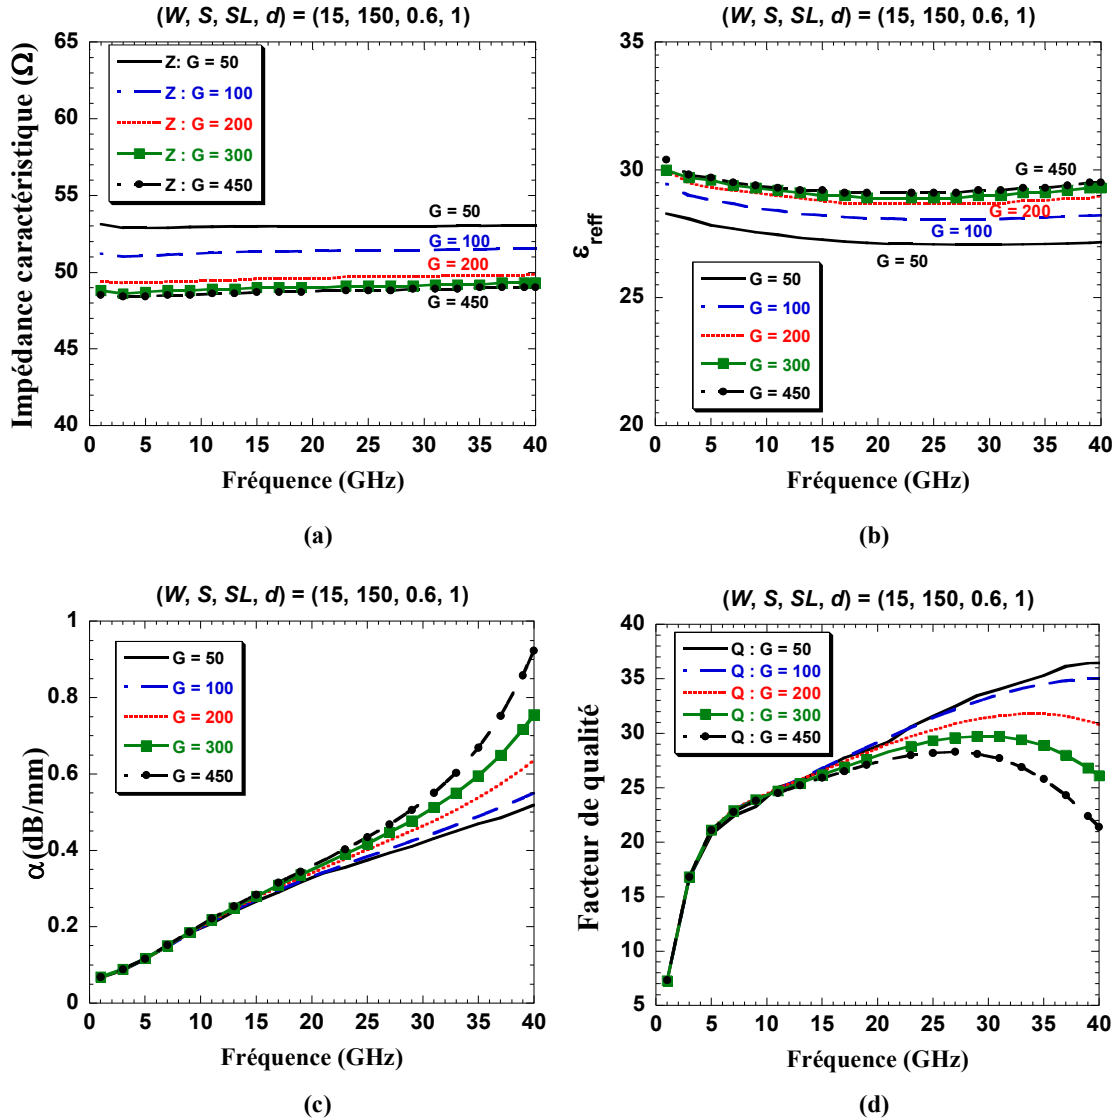 (W, S, SL, d) = (15, 150, 0.6, 1)
Impédance caractéristique (Ω)
65
60
55
50
45
40
Z: G = 50
Z : G = 100
Z : G = 200
Z : G = 300
Z : G = 450
G = 50
G = 100
G = 200
G = 450
0 5 10 15 20 25 30 35 40
Fréquence (GHz)
(a)
(W, S, SL, d) = (15, 150, 0.6, 1)
εreff
35
30
25
20
G = 450
G = 200
G = 100
G = 50
G = 50
G = 100
G = 200
G = 300
G = 450
0 5 10 15 20 25 30 35 40
Fréquence (GHz)
(b)
(W, S, SL, d) = (15, 150, 0.6, 1)
α(dB/mm)
1
0.8
0.6
0.4
0.2
0
G = 50
G = 100
G = 200
G = 300
G = 450
0 5 10 15 20 25 30 35 40
Fréquence (GHz)
(c)
(W, S, SL, d) = (15, 150, 0.6, 1)
Facteur de qualité
40
35
30
25
20
15
10
5
Q : G = 50
Q : G = 100
Q : G = 200
Q : G = 300
Q : G = 450
0 5 10 15 20 25 30 35 40
Fréquence (GHz)
(d)